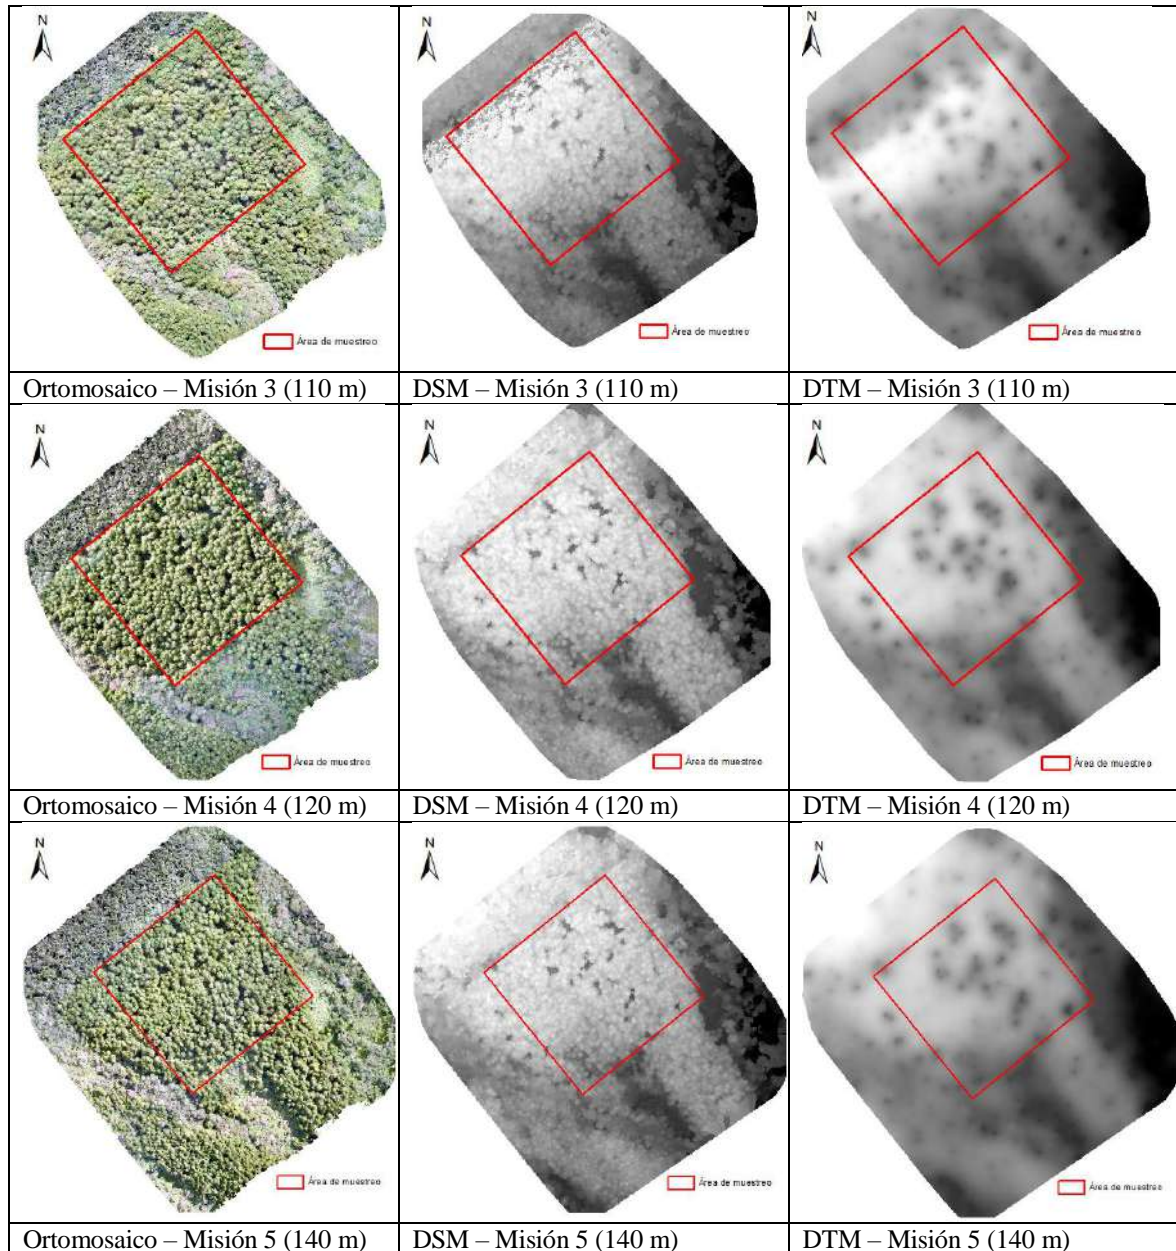 N
N
N
Área de muestreo
Área de muestreo
Área de muestreo
Ortomosaico – Misión 3 (110 m)
DSM – Misión 3 (110 m)
DTM – Misión 3 (110 m)
N
N
N
Área de muestreo
Área de muestreo
Área de muestreo
Ortomosaico – Misión 4 (120 m)
DSM – Misión 4 (120 m)
DTM – Misión 4 (120 m)
N
N
N
Área de muestreo
Área de muestreo
Área de muestreo
Ortomosaico – Misión 5 (140 m)
DSM – Misión 5 (140 m)
DTM – Misión 5 (140 m)